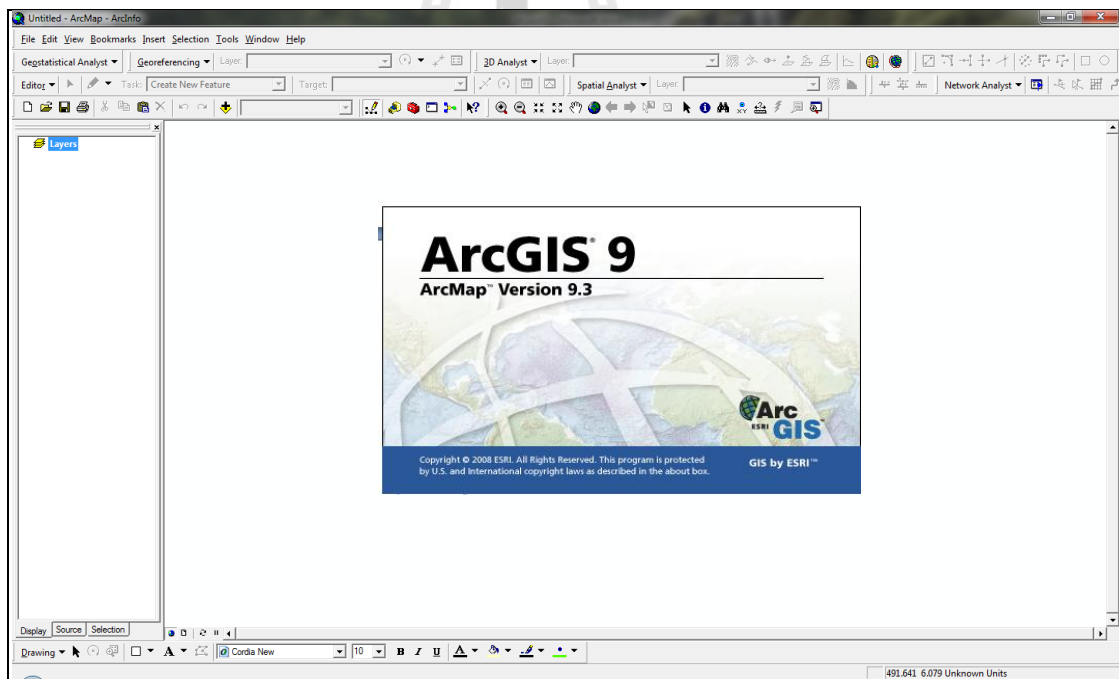 Untitled - ArcMap - ArcInfo
File Edit View Bookmarks Insert Selection Tools Window Help
Geostatistical Analyst Georeferencing Layer: 3D Analyst Layer:
Editor Task: Create New Feature Target: Spatial Analyst Layer: Network Analyst
Layers
ArcGIS® 9
ArcMap™ Version 9.3
Arc
ESRI GIS™
Copyright © 2008 ESRI. All Rights Reserved. This program is protected
by U.S. and International copyright laws as described in the about box.
GIS by ESRI™
Display Source Selection
Drawing A Cordia New 10 B I U A
491.641 6.079 Unknown Units